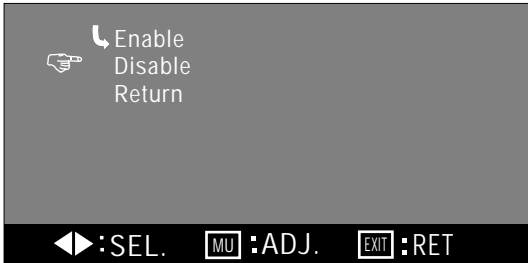 Enable
Disable
Return
◀▶:SEL. MU :ADJ. EXIT :RET